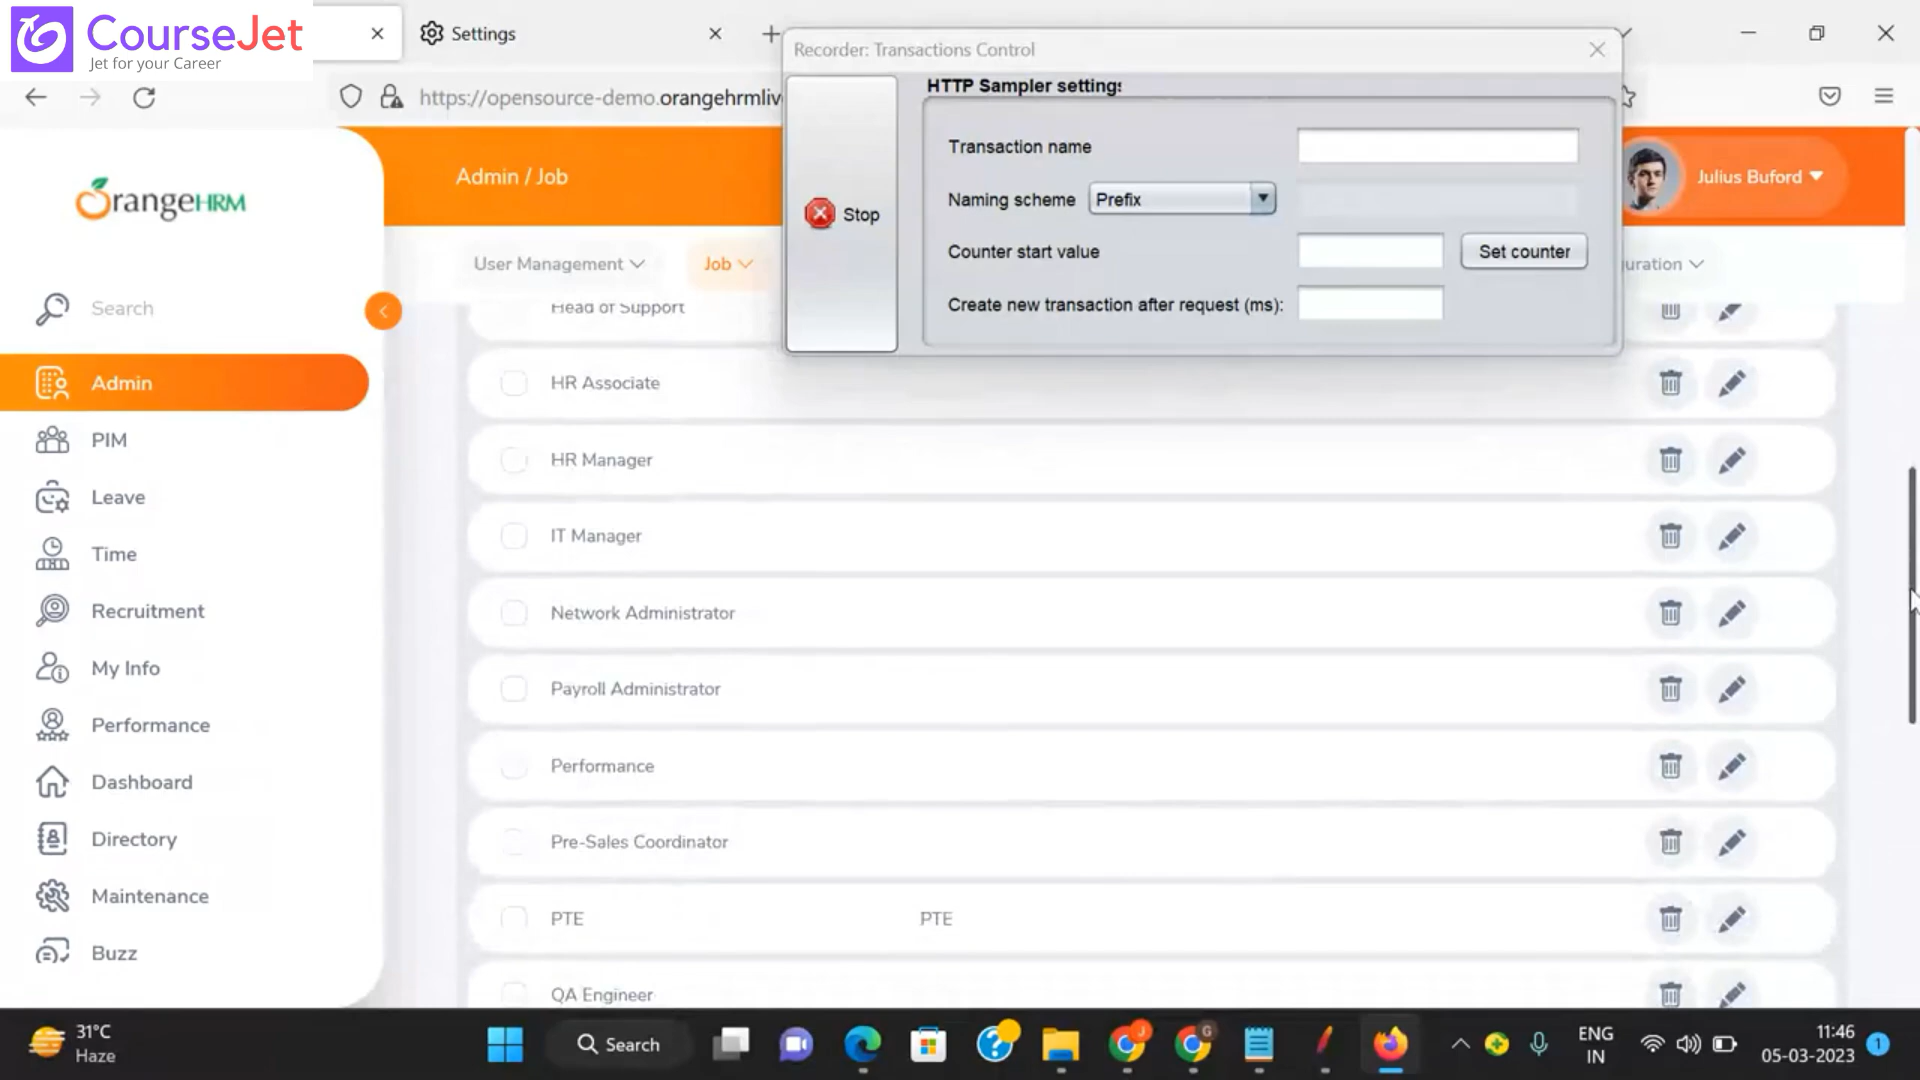 CourseJet
Jet for your Career
Settings
https://opensource-demo.orangehrmliv
Recorder: Transactions Control
HTTP Sampler settings
Transaction name
Naming scheme
Prefix
Counter start value
Set counter
Create new transaction after request (ms):
Stop
OrangeHRM
Admin / Job
Julius Buford
User Management
Job
uration
Search
Admin
PIM
Leave
Time
Recruitment
My Info
Performance
Dashboard
Directory
Maintenance
Buzz
Head of Support
HR Associate
HR Manager
IT Manager
Network Administrator
Payroll Administrator
Performance
Pre-Sales Coordinator
PTE PTE
QA Engineer
31°C
Haze
Search
J
G
ENG
IN
11:46
05-03-2023
1